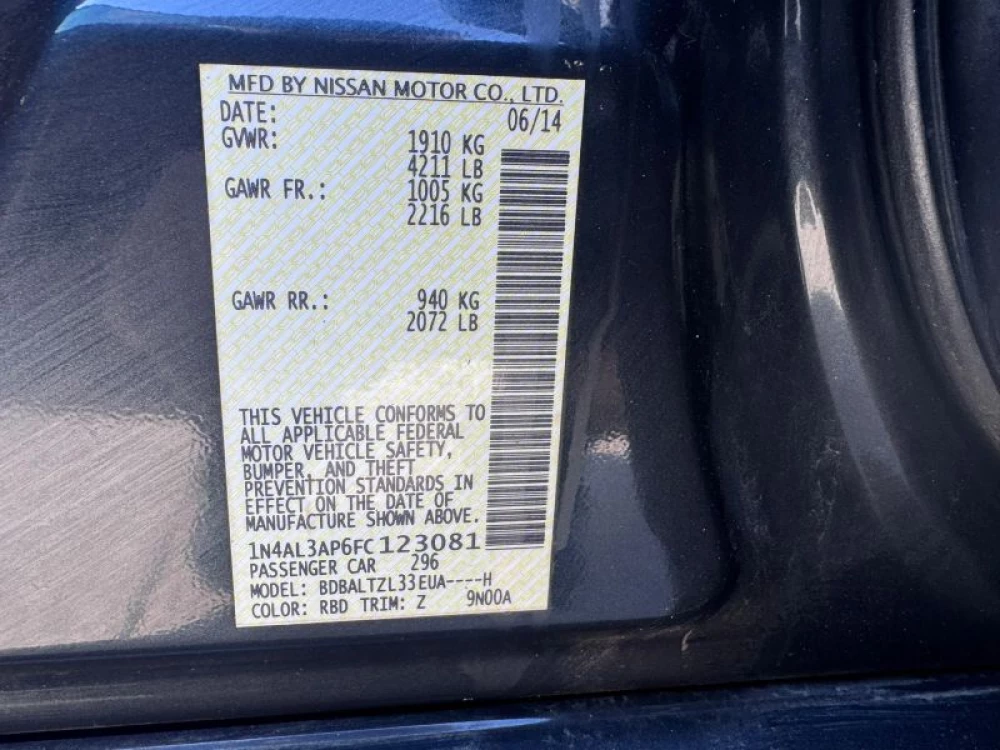 MFD BY NISSAN MOTOR CO., LTD.
DATE: 06/14
GVWR: 1910 KG
4211 LB
GAWR FR.: 1005 KG
2216 LB
GAWR RR.: 940 KG
2072 LB
THIS VEHICLE CONFORMS TO
ALL APPLICABLE FEDERAL
MOTOR VEHICLE SAFETY,
BUMPER, AND THEFT
PREVENTION STANDARDS IN
EFFECT ON THE DATE OF
MANUFACTURE SHOWN ABOVE.
1N4AL3AP6FC123081
PASSENGER CAR 296
MODEL: BDBALTZL33EUA----H
COLOR: RBD TRIM: Z 9N00A